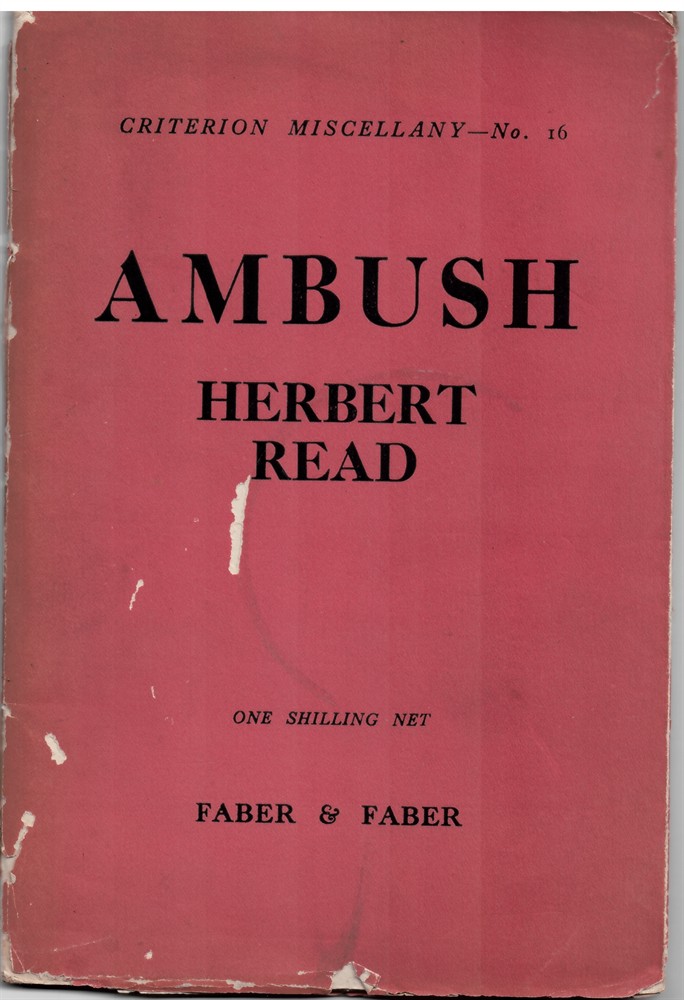 CRITERION MISCELLANY—No. 16
AMBUSH
HERBERT
READ
ONE SHILLING NET
FABER & FABER